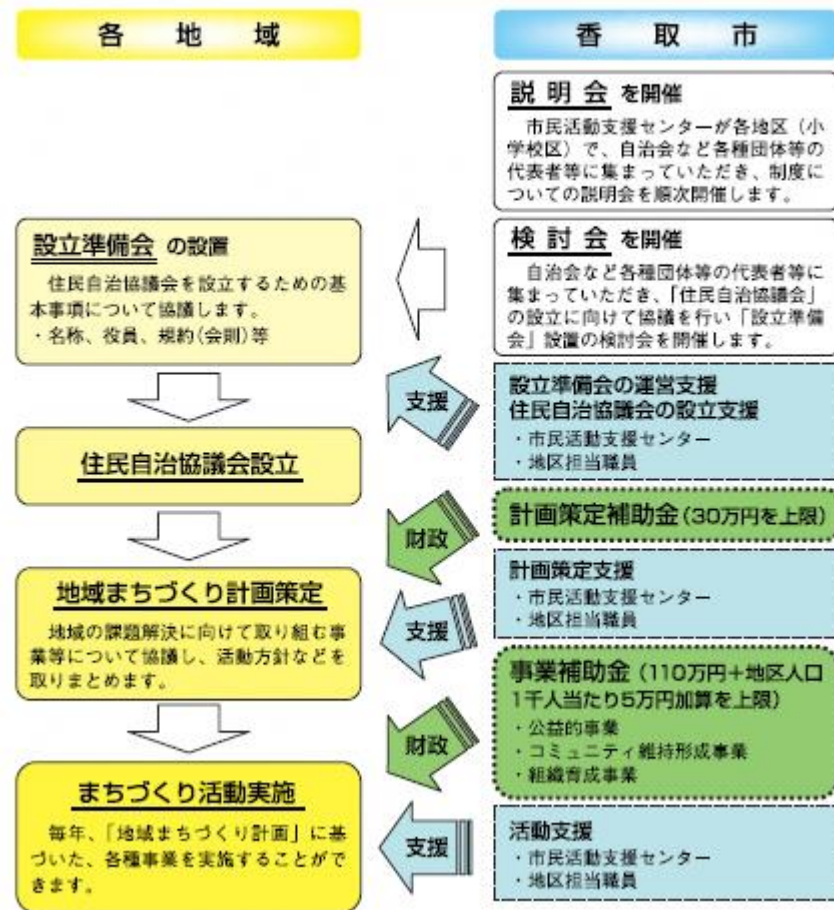 各地域
香取市
説明会 を開催
市民活動支援センターが各地区（小
学校区）で、自治会など各種団体等の
代表者等に集まっていただき、制度に
ついての説明会を順次開催します。
設立準備会 の設置
住民自治協議会を設立するための基
本事項について協議します。
・名称、役員、規約(会則)等
検討会 を開催
自治会など各種団体等の代表者等に
集まっていただき、「住民自治協議会」
の設立に向けて協議を行い「設立準備
会」設置の検討会を開催します。
支援
設立準備会の運営支援
住民自治協議会の設立支援
・市民活動支援センター
・地区担当職員
住民自治協議会設立
財政
計画策定補助金(30万円を上限)
地域まちづくり計画策定
地域の課題解決に向けて取り組む事
業等について協議し、活動方針などを
取りまとめます。
支援
計画策定支援
・市民活動支援センター
・地区担当職員
財政
事業補助金(110万円＋地区人口
1千人当たり5万円加算を上限)
・公益的事業
・コミュニティ維持形成事業
・組織育成事業
まちづくり活動実施
毎年、「地域まちづくり計画」に基
づいた、各種事業を実施することがで
きます。
支援
活動支援
・市民活動支援センター
・地区担当職員